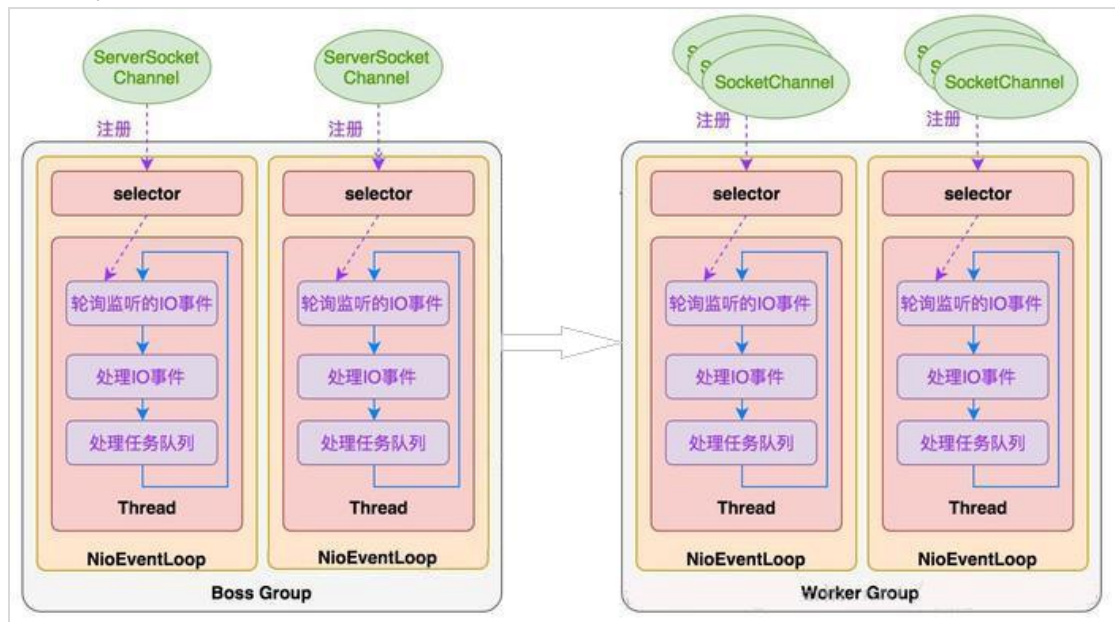 ServerSocket
Channel
ServerSocket
Channel
SocketChannel
SocketChannel
注册
注册
注册
注册
selector
selector
selector
selector
轮询监听的IO事件
轮询监听的IO事件
轮询监听的IO事件
轮询监听的IO事件
处理IO事件
处理IO事件
处理IO事件
处理IO事件
处理任务队列
处理任务队列
处理任务队列
处理任务队列
Thread
Thread
Thread
Thread
NioEventLoop
NioEventLoop
NioEventLoop
NioEventLoop
Boss Group
Worker Group